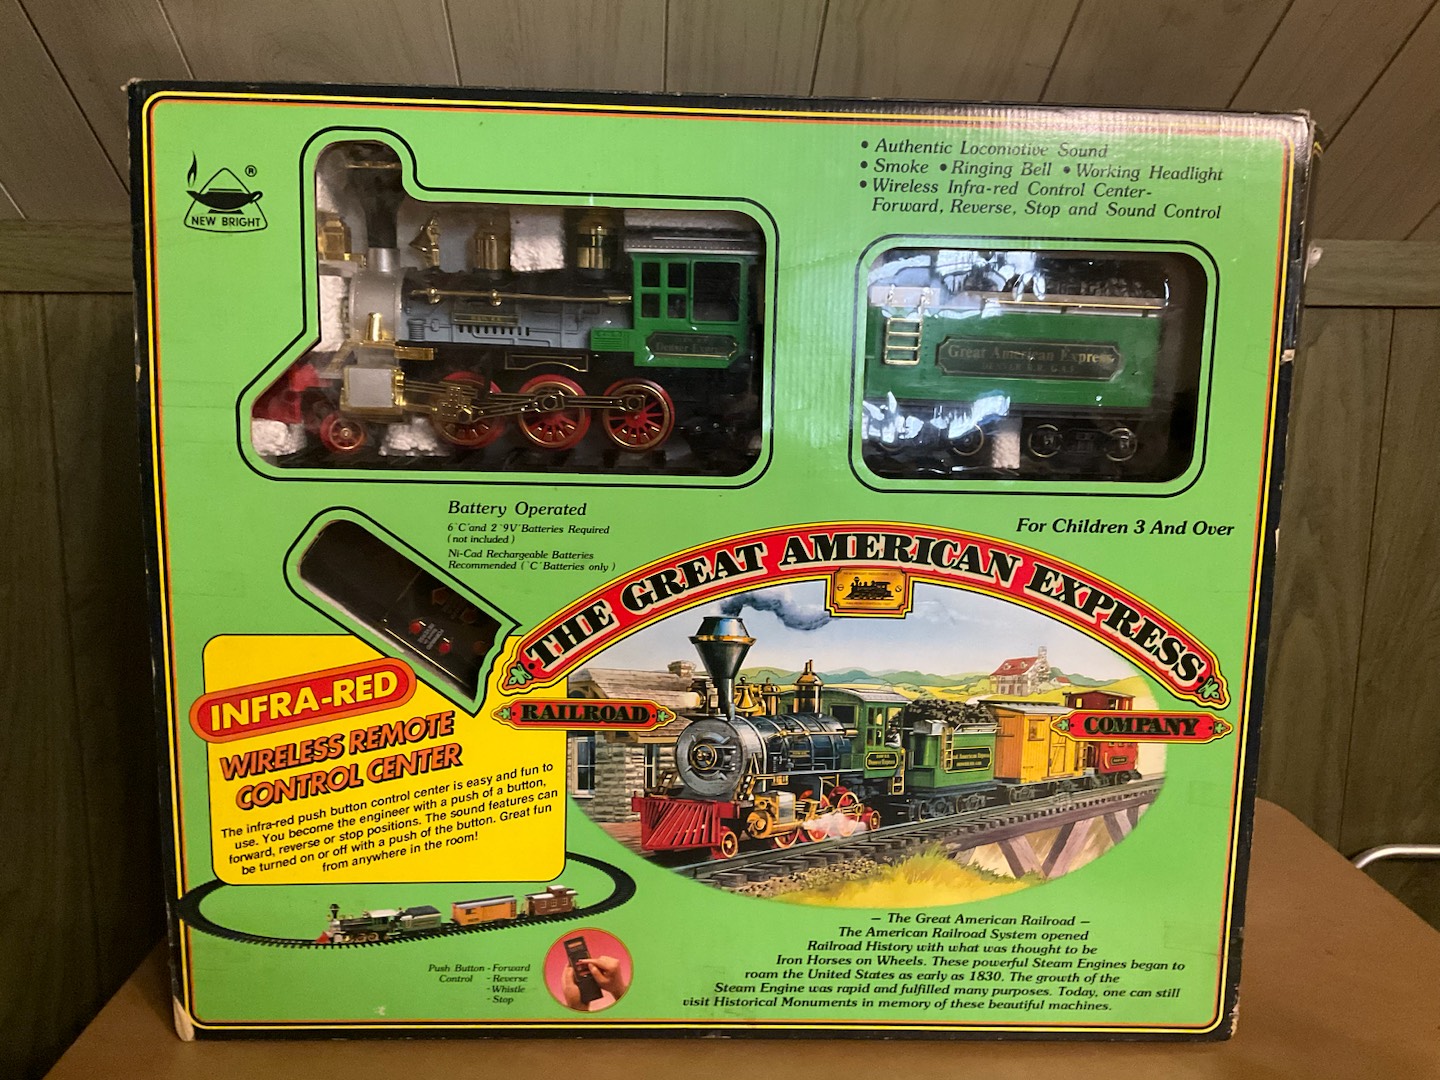 • Authentic Locomotive Sound
• Smoke • Ringing Bell • Working Headlight
• Wireless Infra-red Control Center-
Forward, Reverse, Stop and Sound Control
®
NEW BRIGHT
Denver Express
Great American Express
DENVER R.R.
Battery Operated
6 "C" and 2 "9V" Batteries Required
(not included)
Ni-Cad Rechargeable Batteries
Recommended ("C" Batteries only)
For Children 3 And Over
THE GREAT AMERICAN EXPRESS
RAILROAD
COMPANY
INFRA-RED
WIRELESS REMOTE
CONTROL CENTER
The infra-red push button control center is easy and fun to
use. You become the engineer with a push of a button,
forward, reverse or stop positions. The sound features can
be turned on or off with a push of the button. Great fun
from anywhere in the room!
Push Button - Forward
Control - Reverse
- Whistle
- Stop
— The Great American Railroad —
The American Railroad System opened
Railroad History with what was thought to be
Iron Horses on Wheels. These powerful Steam Engines began to
roam the United States as early as 1830. The growth of the
Steam Engine was rapid and fulfilled many purposes. Today, one can still
visit Historical Monuments in memory of these beautiful machines.